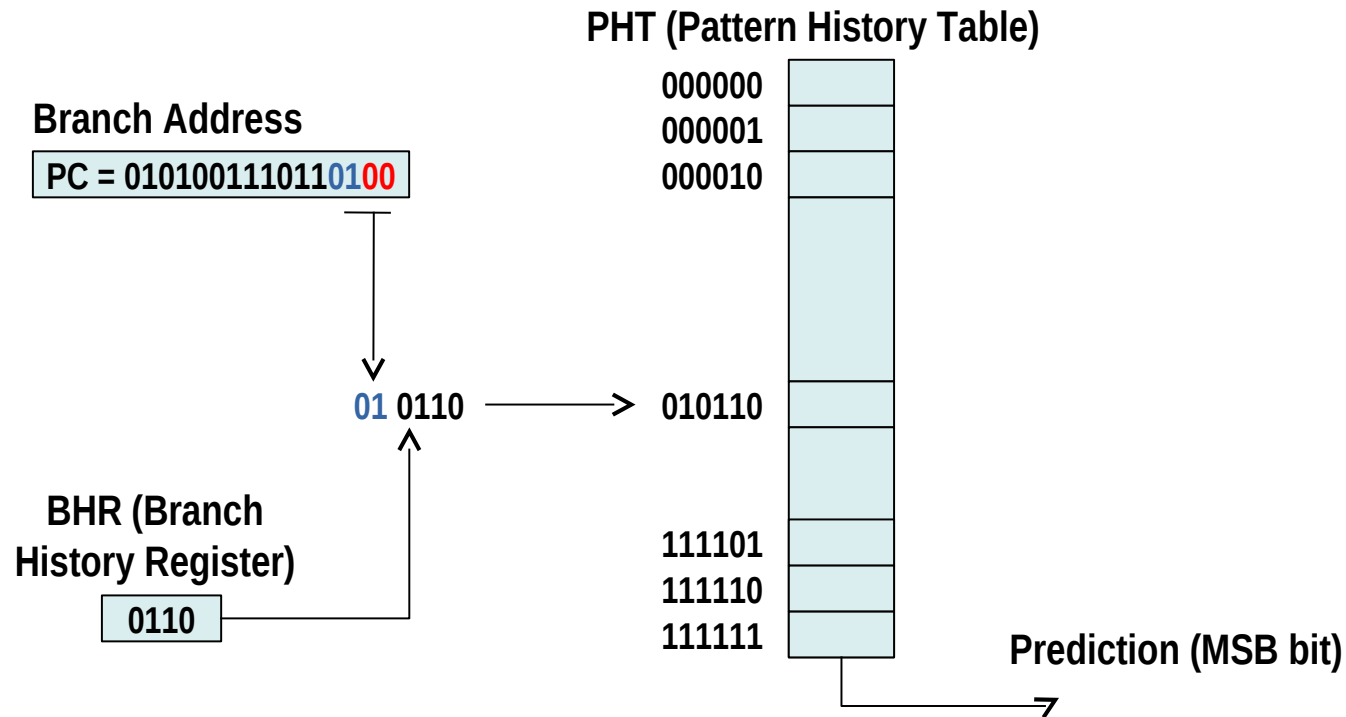 PHT (Pattern History Table)
000000
Branch Address
000001
PC = 0101001110110100
000010
01 0110
010110
BHR (Branch
History Register)
0110
111101
111110
111111
Prediction (MSB bit)